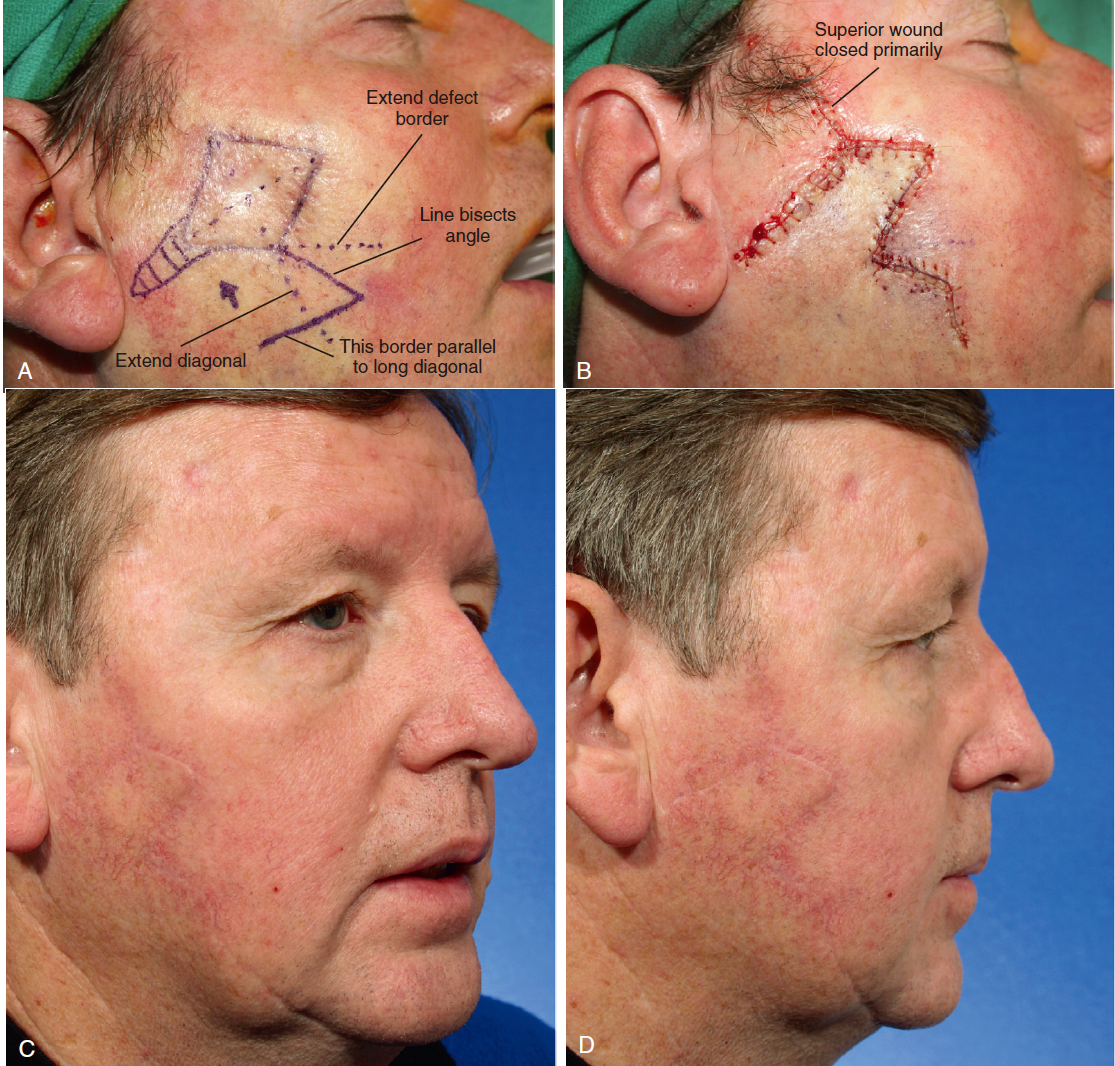 Extend defect
border
Line bisects
angle
Extend diagonal
This border parallel
to long diagonal
A
Superior wound
closed primarily
B
C
D